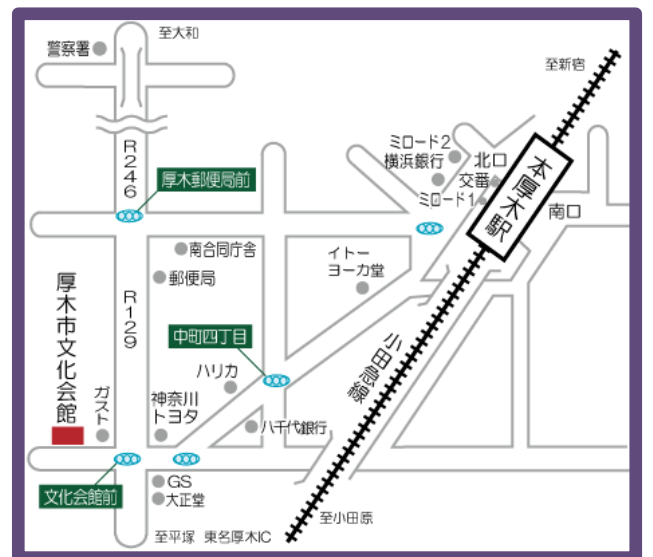 至大和
警察署
至新宿
R246
ミロード2
横浜銀行
北口
交番
ミロード1
本厚木駅
南口
厚木郵便局前
南合同庁舎
郵便局
イトー
ヨーカ堂
R129
厚木市文化会館
中町四丁目
小田急線
ハリカ
ガスト
神奈川
トヨタ
八千代銀行
文化会館前
GS
大正堂
至小田原
至平塚 東名厚木IC